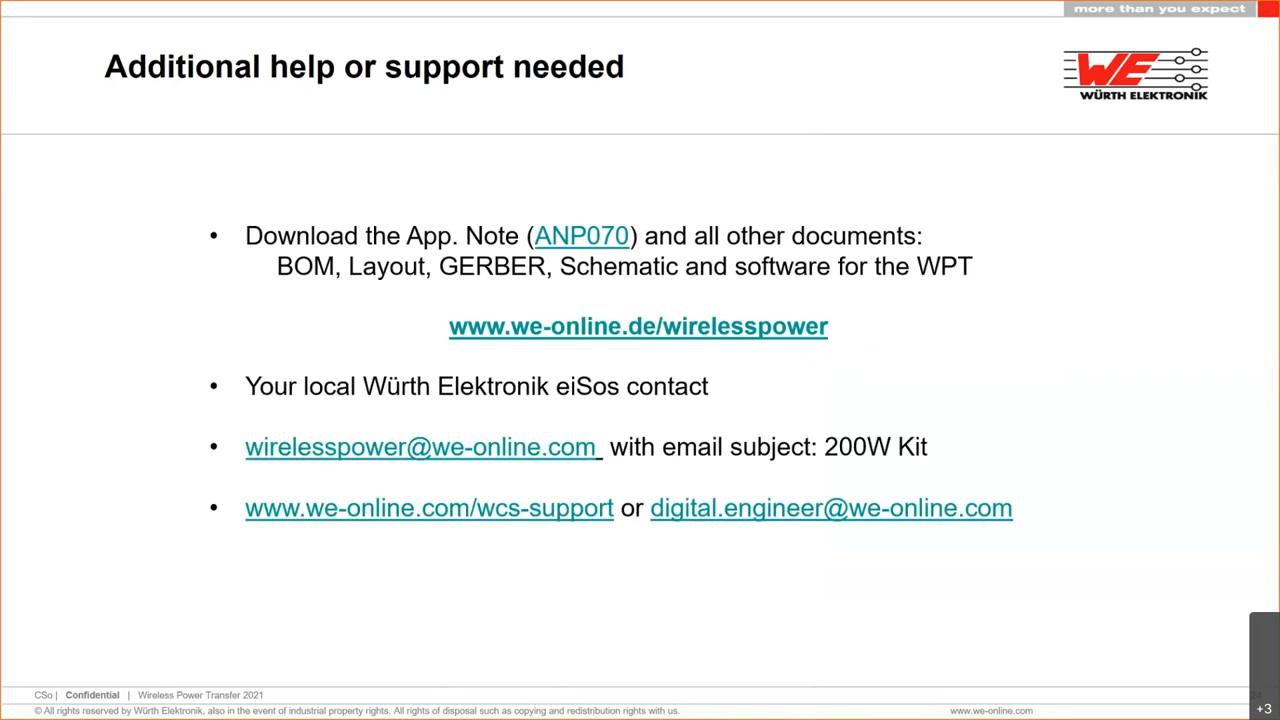 more than you expect
Additional help or support needed
WE
WÜRTH ELEKTRONIK
• Download the App. Note (ANP070) and all other documents:
BOM, Layout, GERBER, Schematic and software for the WPT
www.we-online.de/wirelesspower
• Your local Würth Elektronik eiSos contact
• wirelesspower@we-online.com with email subject: 200W Kit
• www.we-online.com/wcs-support or digital.engineer@we-online.com
CSo | Confidential | Wireless Power Transfer 2021
24
© All rights reserved by Würth Elektronik, also in the event of industrial property rights. All rights of disposal such as copying and redistribution rights with us.
www.we-online.com
+3